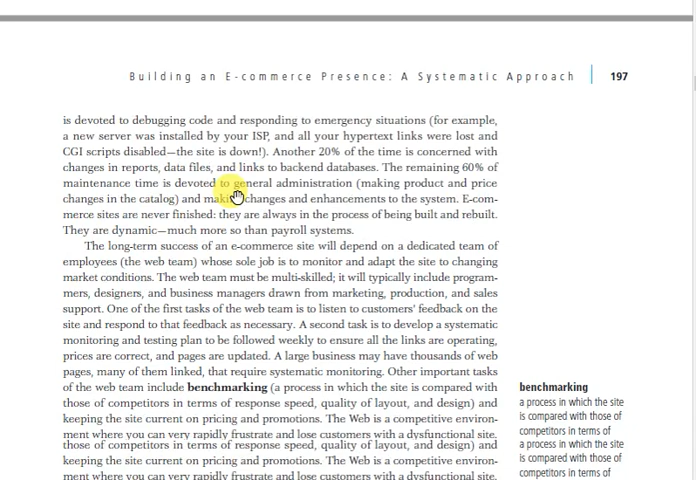 Building an E-commerce Presence: A Systematic Approach 197
is devoted to debugging code and responding to emergency situations (for example,
a new server was installed by your ISP, and all your hypertext links were lost and
CGI scripts disabled—the site is down!). Another 20% of the time is concerned with
changes in reports, data files, and links to backend databases. The remaining 60% of
maintenance time is devoted to general administration (making product and price
changes in the catalog) and making changes and enhancements to the system. E-com-
merce sites are never finished: they are always in the process of being built and rebuilt.
They are dynamic—much more so than payroll systems.
The long-term success of an e-commerce site will depend on a dedicated team of
employees (the web team) whose sole job is to monitor and adapt the site to changing
market conditions. The web team must be multi-skilled; it will typically include program-
mers, designers, and business managers drawn from marketing, production, and sales
support. One of the first tasks of the web team is to listen to customers' feedback on the
site and respond to that feedback as necessary. A second task is to develop a systematic
monitoring and testing plan to be followed weekly to ensure all the links are operating,
prices are correct, and pages are updated. A large business may have thousands of web
pages, many of them linked, that require systematic monitoring. Other important tasks
of the web team include benchmarking (a process in which the site is compared with
those of competitors in terms of response speed, quality of layout, and design) and
keeping the site current on pricing and promotions. The Web is a competitive environ-
ment where you can very rapidly frustrate and lose customers with a dysfunctional site.
those of competitors in terms of response speed, quality of layout, and design) and
keeping the site current on pricing and promotions. The Web is a competitive environ-
ment where you can very rapidly frustrate and lose customers with a dysfunctional site.
benchmarking
a process in which the site
is compared with those of
competitors in terms of
a process in which the site
is compared with those of
competitors in terms of